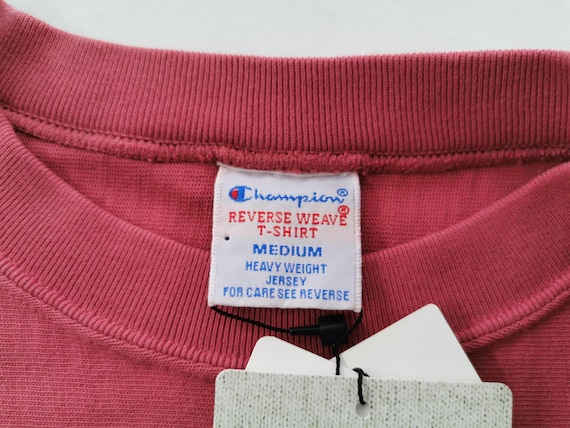 Champion®
REVERSE WEAVE®
T-SHIRT
MEDIUM
HEAVY WEIGHT
JERSEY
FOR CARE SEE REVERSE